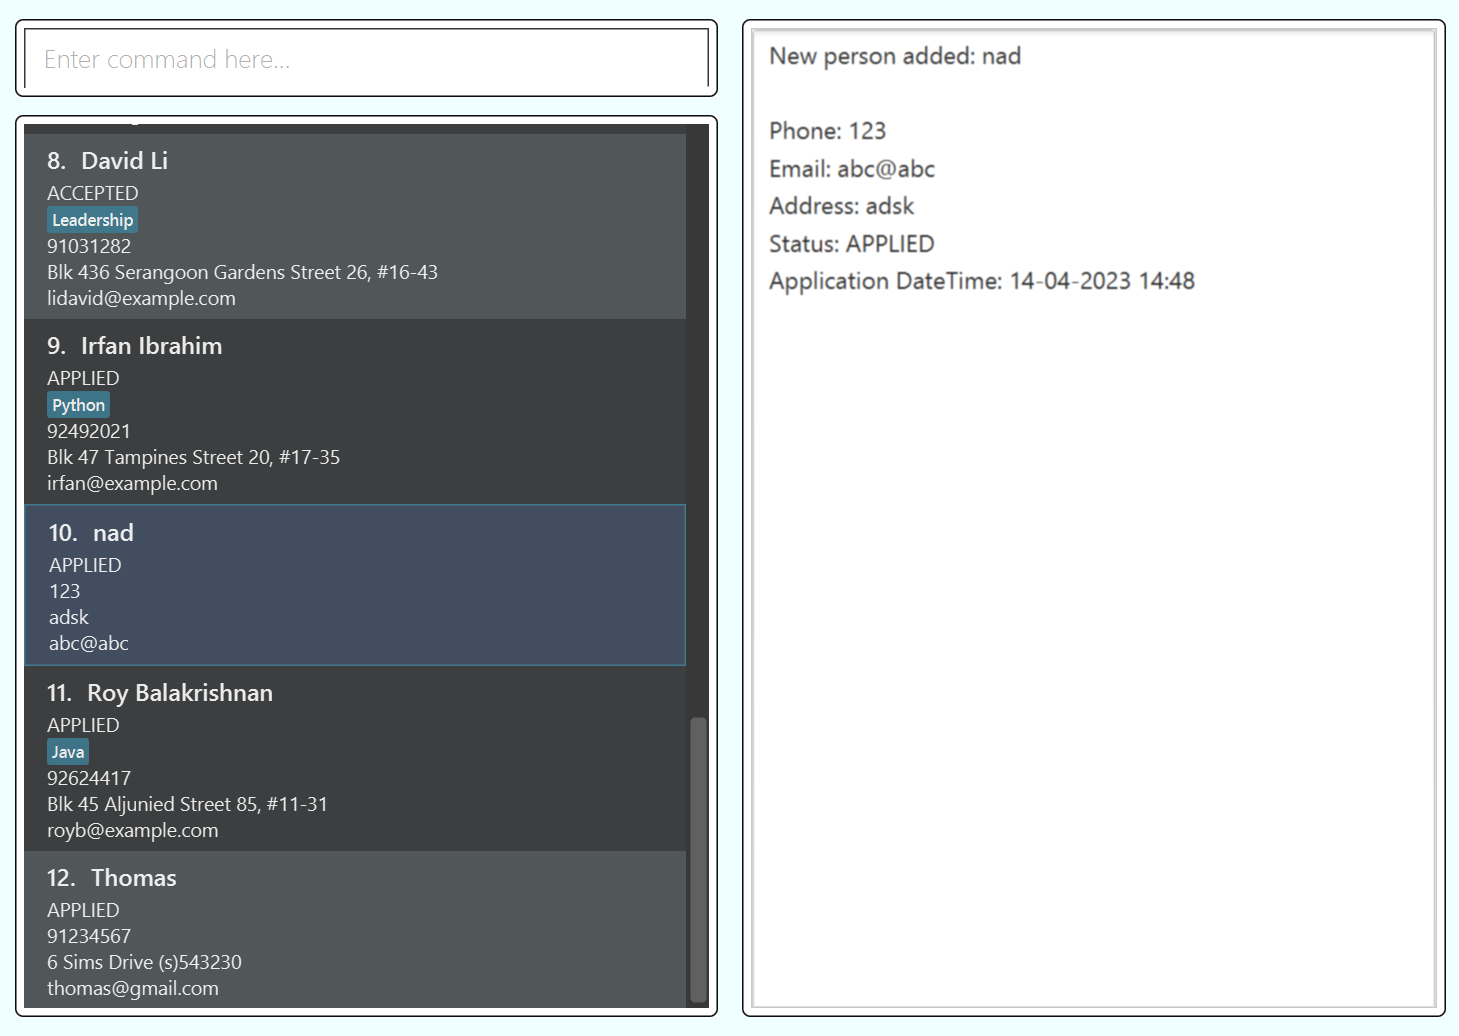 Enter command here...
8. David Li
ACCEPTED
Leadership
91031282
Blk 436 Serangoon Gardens Street 26, #16-43
lidavid@example.com
9. Irfan Ibrahim
APPLIED
Python
92492021
Blk 47 Tampines Street 20, #17-35
irfan@example.com
10. nad
APPLIED
123
adsk
abc@abc
11. Roy Balakrishnan
APPLIED
Java
92624417
Blk 45 Aljunied Street 85, #11-31
royb@example.com
12. Thomas
APPLIED
91234567
6 Sims Drive (s)543230
thomas@gmail.com
New person added: nad
Phone: 123
Email: abc@abc
Address: adsk
Status: APPLIED
Application DateTime: 14-04-2023 14:48